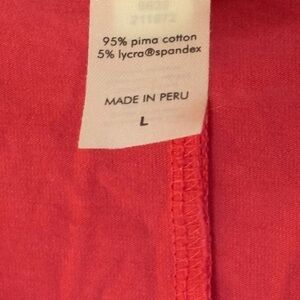 95% pima cotton
5% lycra®spandex
MADE IN PERU
L